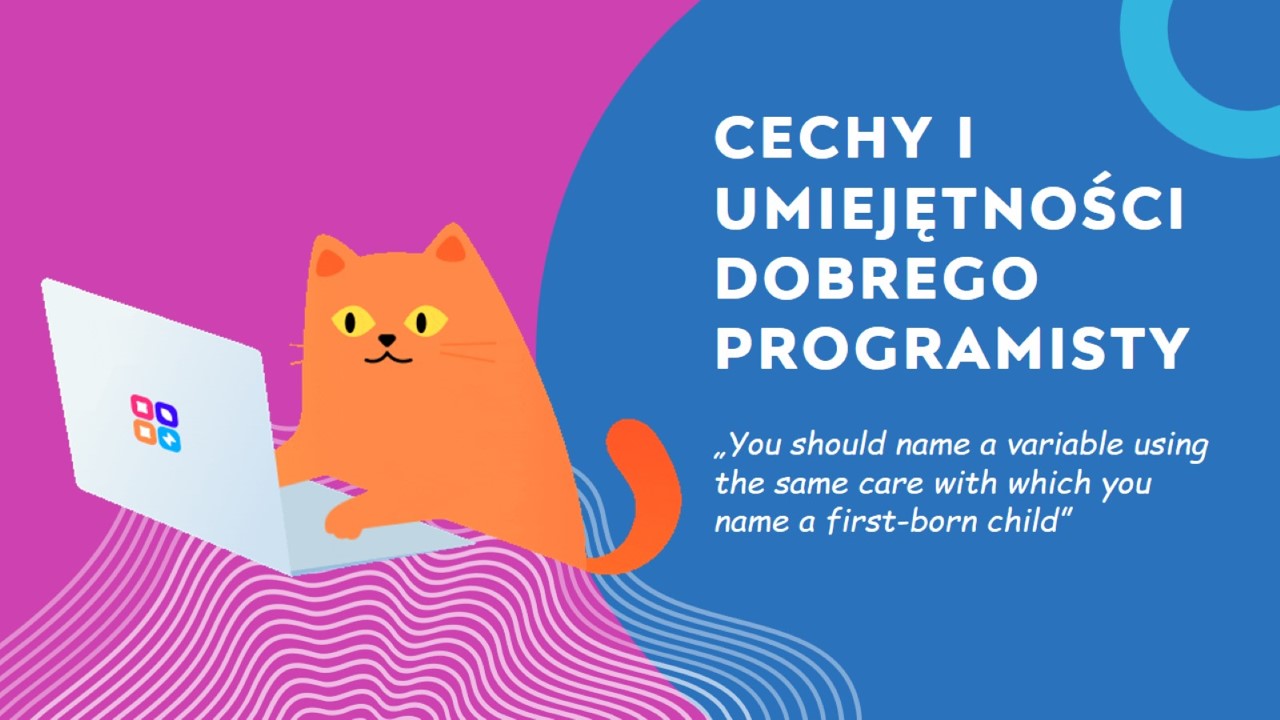 CECHY I
UMIEJĘTNOŚCI
DOBREGO
PROGRAMISTY
„You should name a variable using
the same care with which you
name a first-born child”